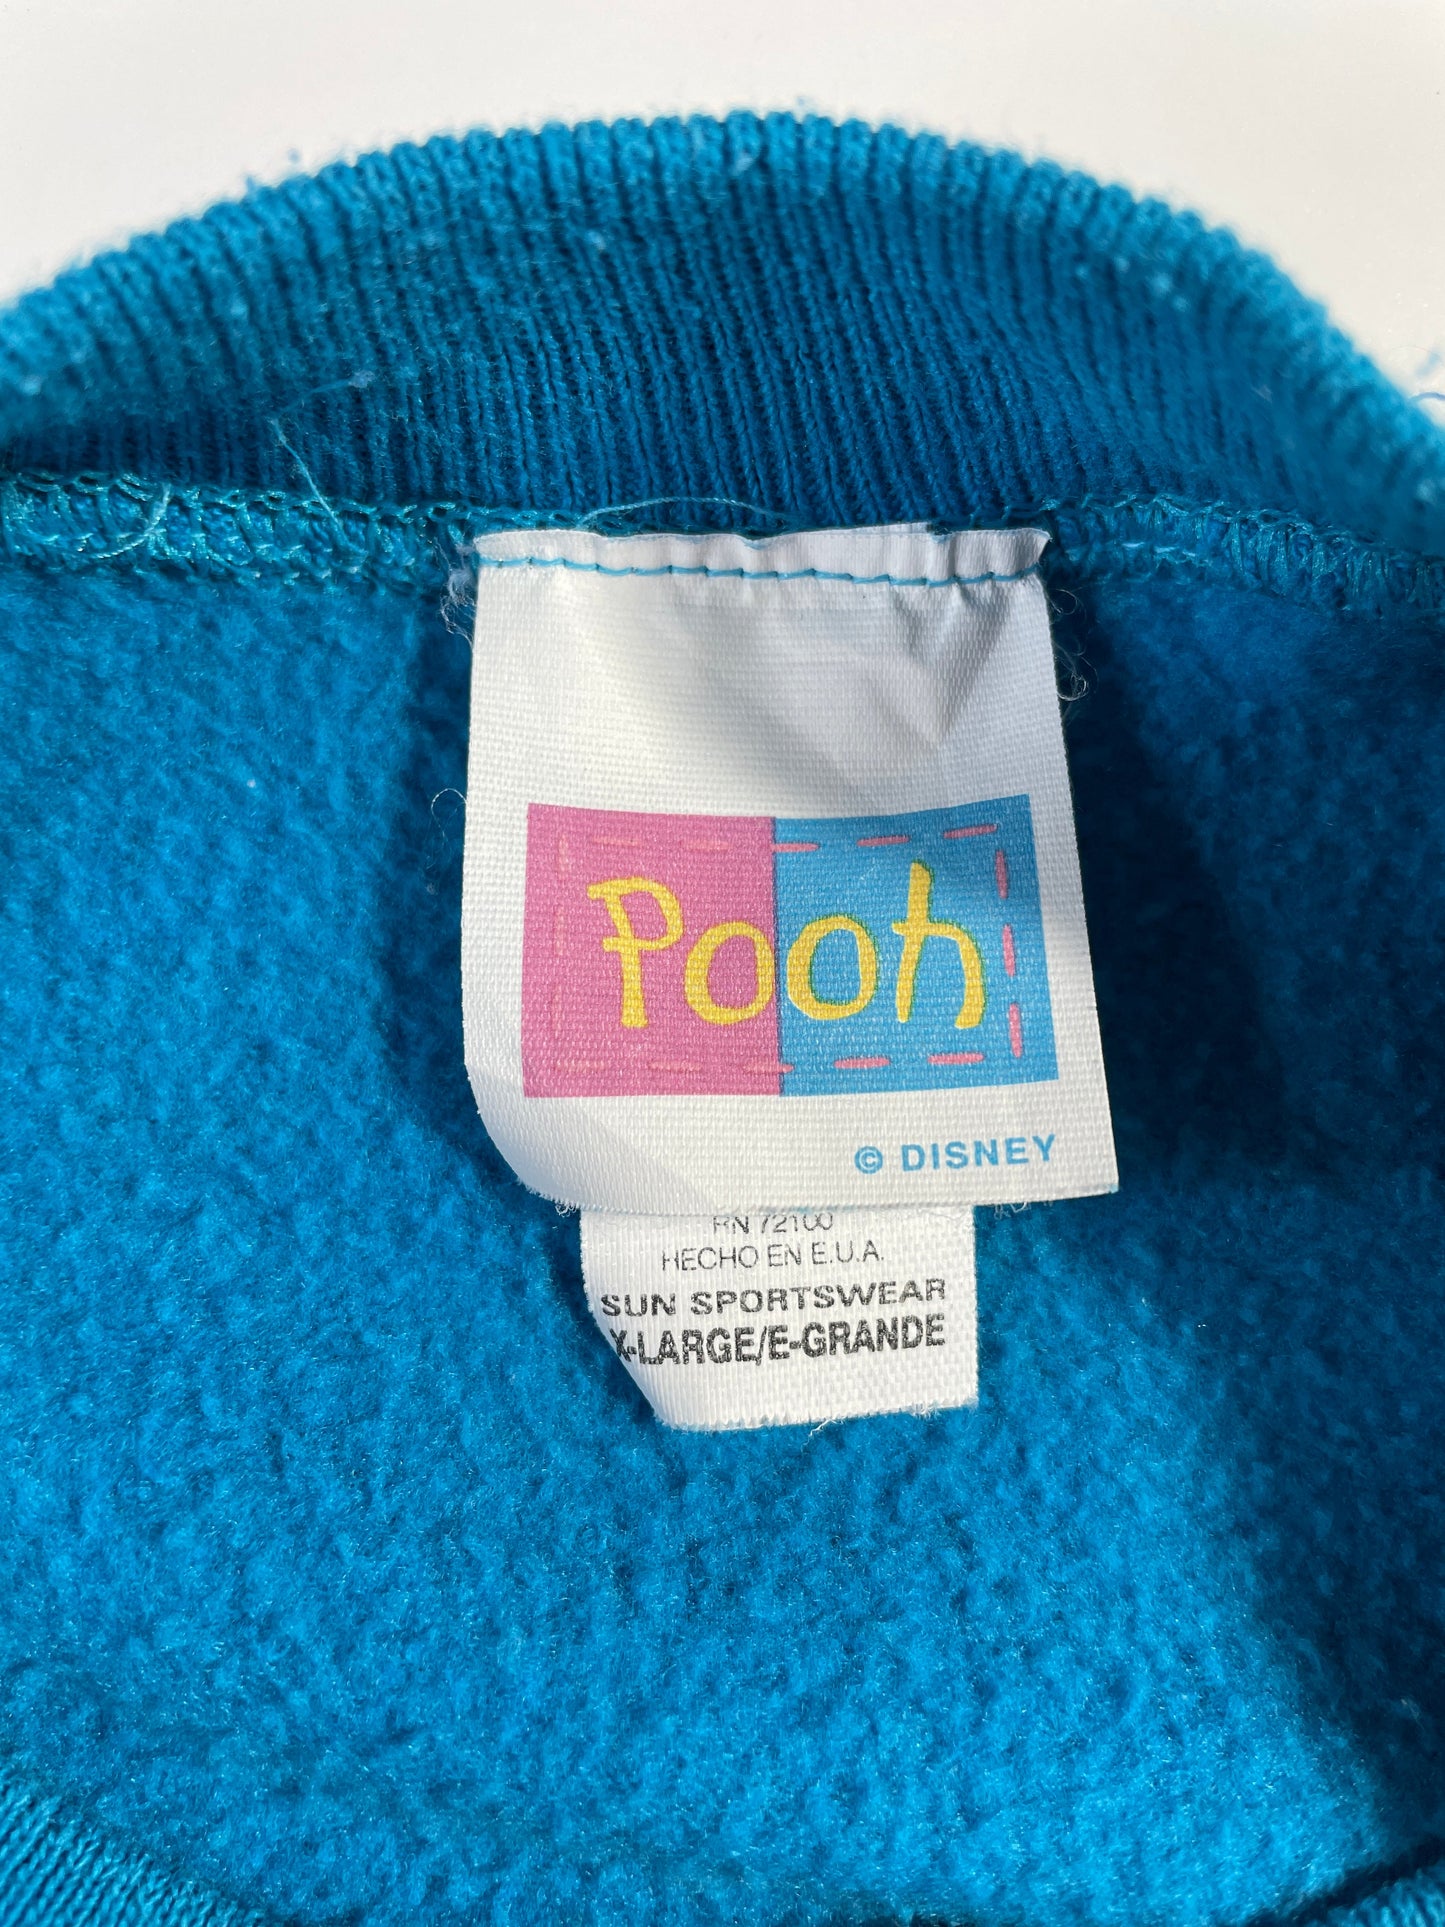 Pooh
© DISNEY
RN 72100
HECHO EN E.U.A.
SUN SPORTSWEAR
X-LARGE/E-GRANDE